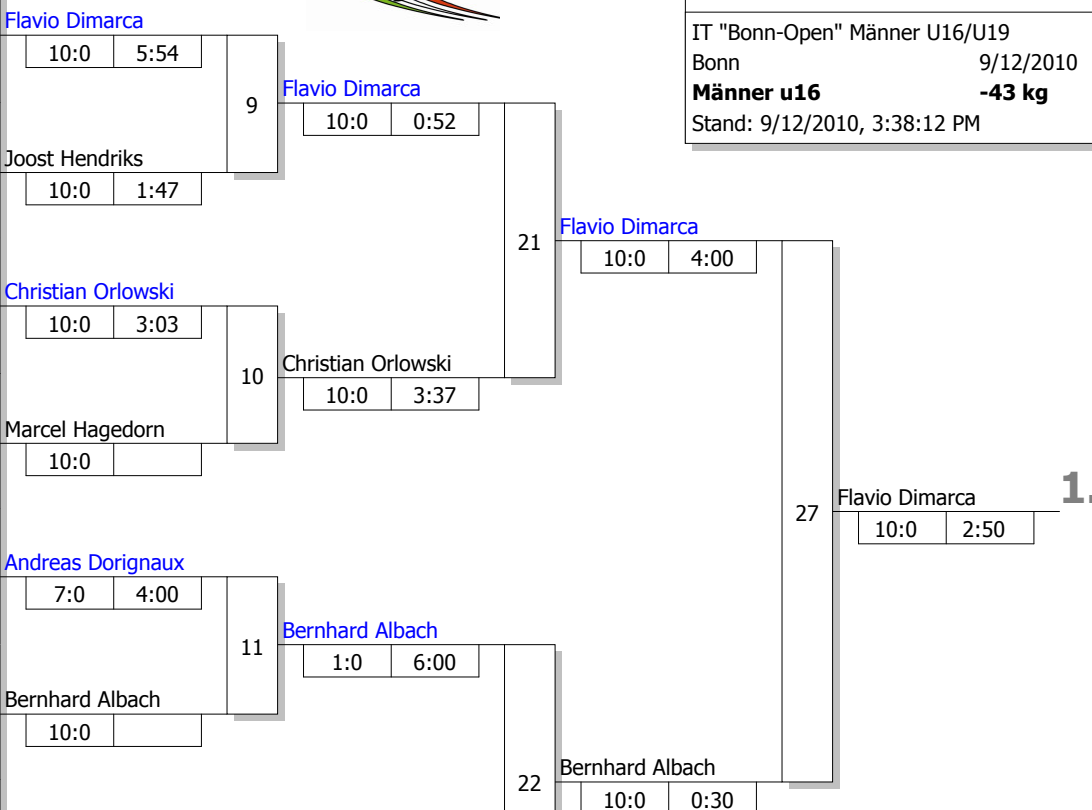 Flavio Dimarca
10:0 5:54
IT "Bonn-Open" Männer U16/U19
Bonn 9/12/2010
Männer u16 -43 kg
Stand: 9/12/2010, 3:38:12 PM
9
Flavio Dimarca
10:0 0:52
Joost Hendriks
10:0 1:47
21
Flavio Dimarca
10:0 4:00
Christian Orlowski
10:0 3:03
10
Christian Orlowski
10:0 3:37
Marcel Hagedorn
10:0
27
Flavio Dimarca
10:0 2:50
1.
Andreas Dorignaux
7:0 4:00
11
Bernhard Albach
1:0 6:00
Bernhard Albach
10:0
22
Bernhard Albach
10:0 0:30